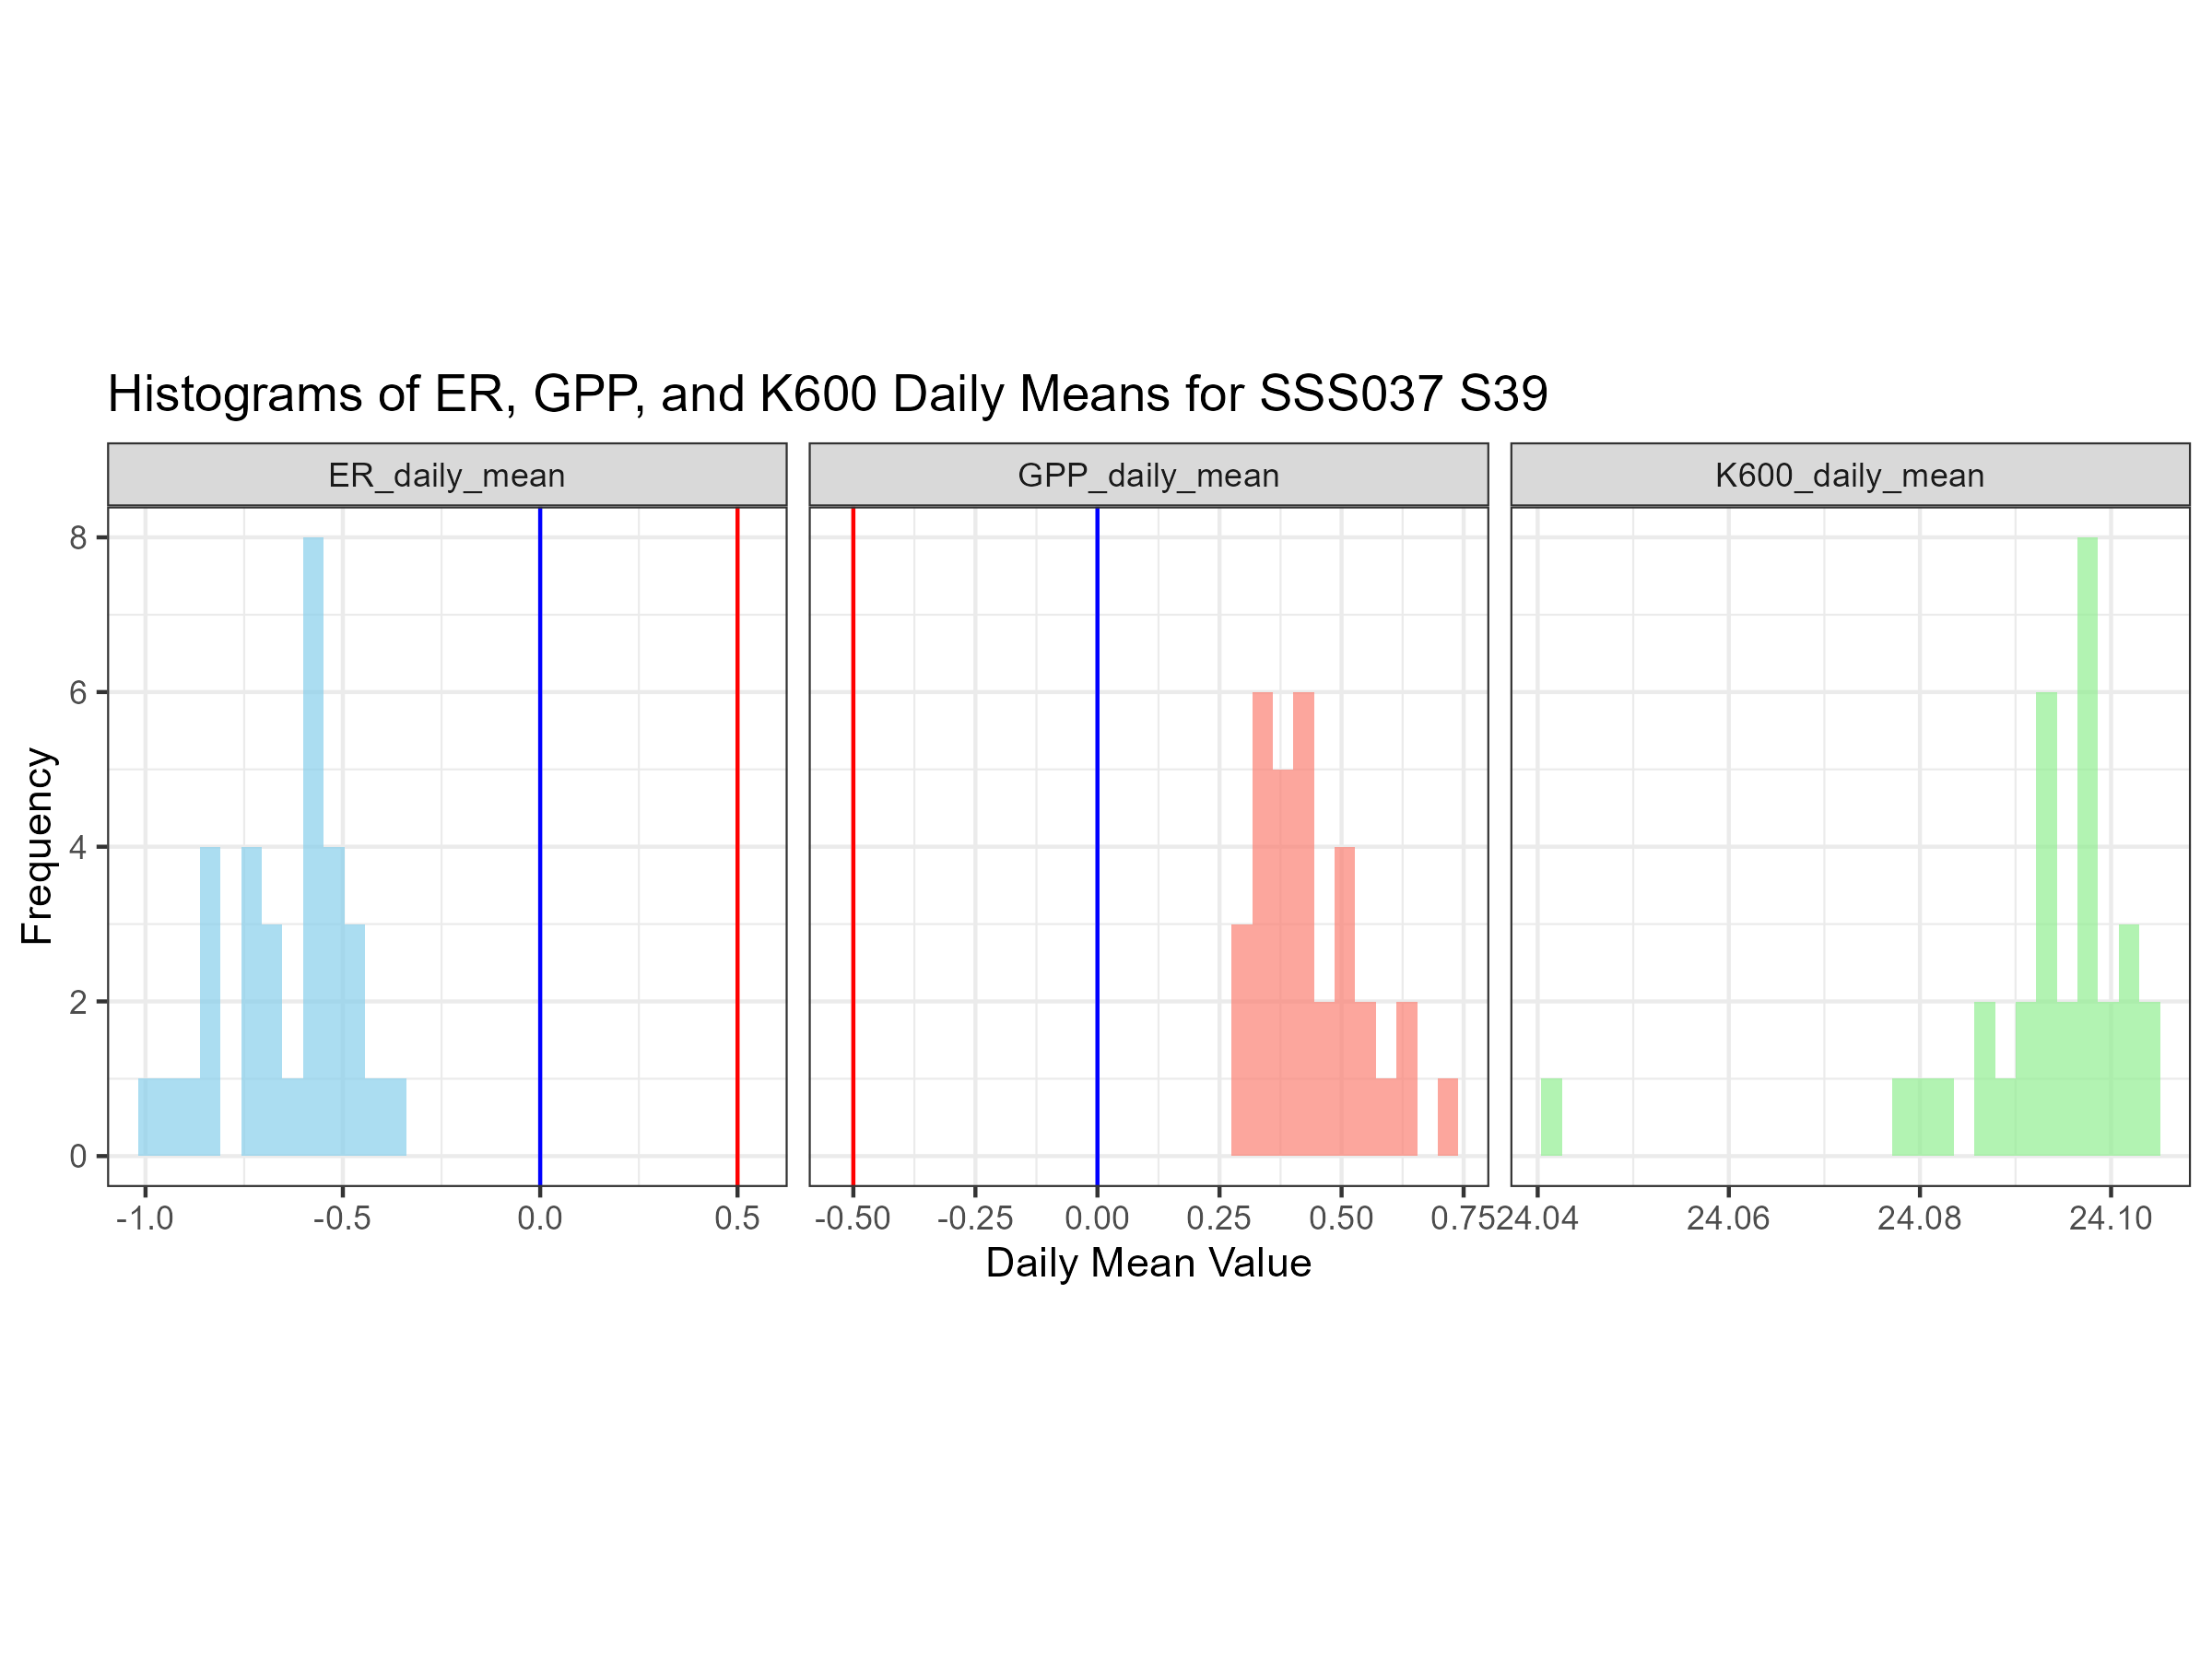 Histograms of ER, GPP, and K600 Daily Means for SSS037 S39
ER_daily_mean GPP_daily_mean K600_daily_mean
Frequency
8
6
4
2
0
-1.0 -0.5 0.0 0.5 -0.50 -0.25 0.00 0.25 0.50 0.75 24.04 24.06 24.08 24.10
Daily Mean Value